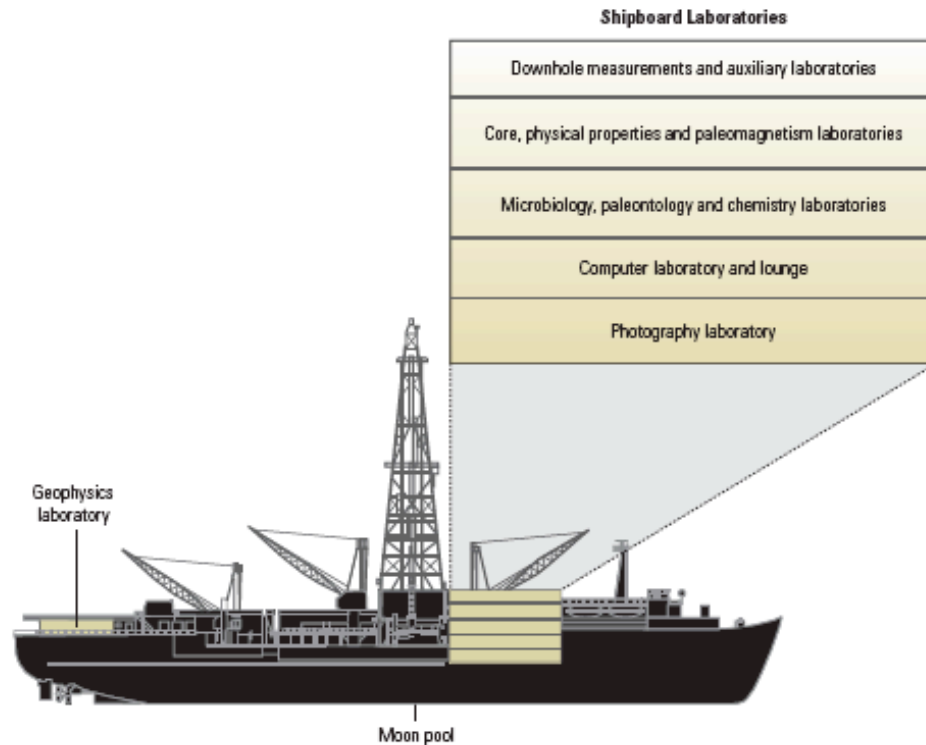 Shipboard Laboratories
Downhole measurements and auxiliary laboratories
Core, physical properties and paleomagnetism laboratories
Microbiology, paleontology and chemistry laboratories
Computer laboratory and lounge
Photography laboratory
Geophysics
laboratory
Moon pool